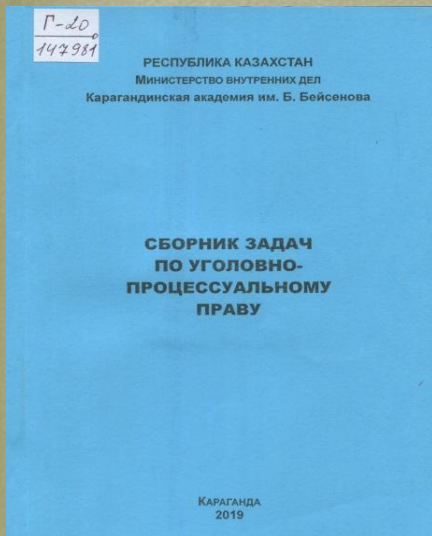 Г-20
147981
РЕСПУБЛИКА КАЗАХСТАН
МИНИСТЕРСТВО ВНУТРЕННИХ ДЕЛ
Карагандинская академия им. Б. Бейсенова
СБОРНИК ЗАДАЧ
ПО УГОЛОВНО-
ПРОЦЕССУАЛЬНОМУ
ПРАВУ
КАРАГАНДА
2019